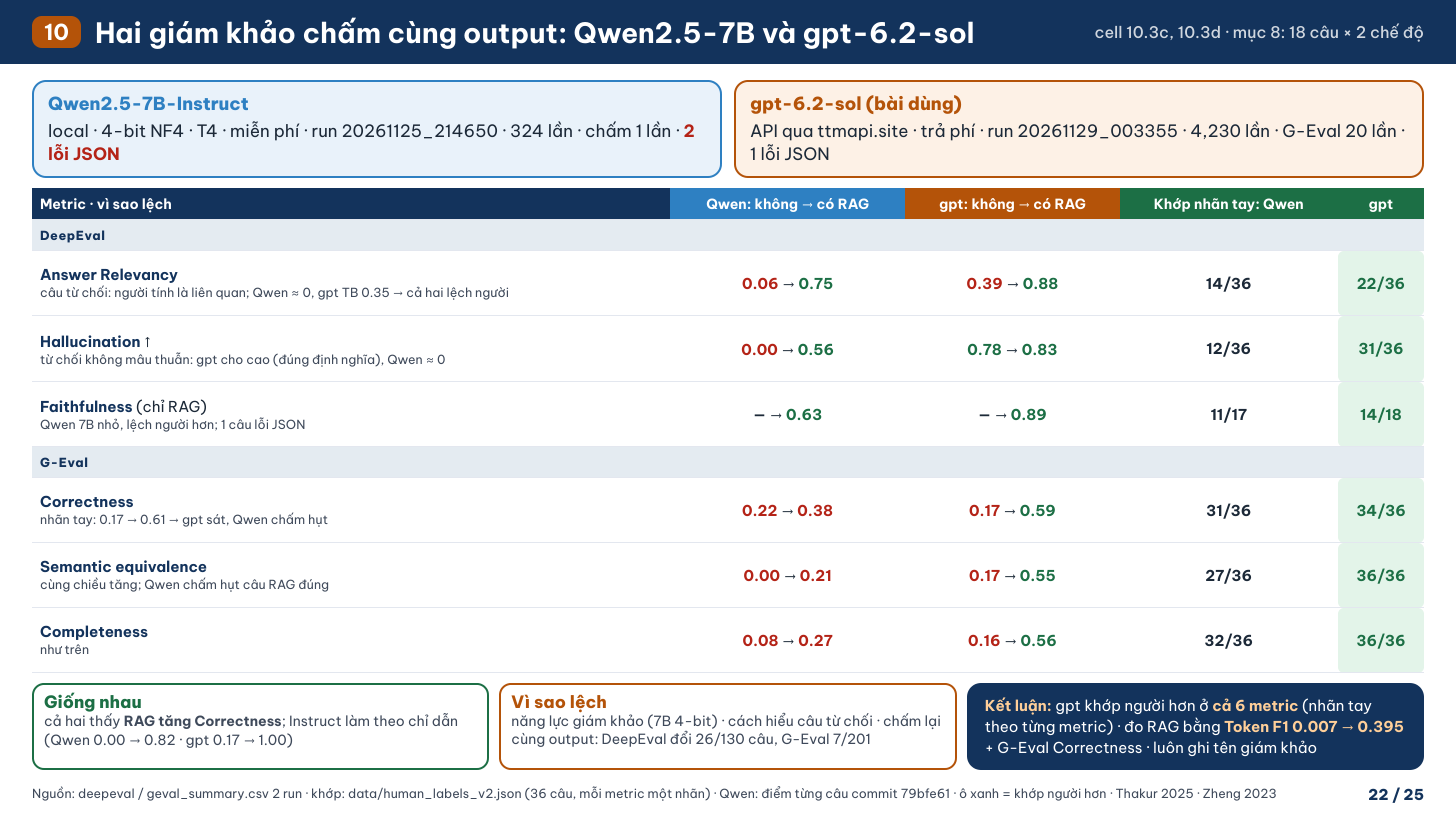 10 Hai giám khảo chấm cùng output: Qwen2.5-7B và gpt-6.2-sol
cell 10.3c, 10.3d · mục 8: 18 câu × 2 chế độ
Qwen2.5-7B-Instruct
local · 4-bit NF4 · T4 · miễn phí · run 20261125_214650 · 324 lần · chấm 1 lần · 2
lỗi JSON
gpt-6.2-sol (bài dùng)
API qua ttmapi.site · trả phí · run 20261129_003355 · 4,230 lần · G-Eval 20 lần ·
1 lỗi JSON
Metric · vì sao lệch Qwen: không → có RAG gpt: không → có RAG Khớp nhãn tay: Qwen gpt
DeepEval
Answer Relevancy
câu từ chối: người tính là liên quan; Qwen ≈ 0, gpt TB 0.35 → cả hai lệch người
0.06 → 0.75 0.39 → 0.88 14/36 22/36
Hallucination ↑
từ chối không mâu thuẫn: gpt cho cao (đúng định nghĩa), Qwen ≈ 0
0.00 → 0.56 0.78 → 0.83 12/36 31/36
Faithfulness (chỉ RAG)
Qwen 7B nhỏ, lệch người hơn; 1 câu lỗi JSON
— → 0.63 — → 0.89 11/17 14/18
G-Eval
Correctness
nhãn tay: 0.17 → 0.61 → gpt sát, Qwen chấm hụt
0.22 → 0.38 0.17 → 0.59 31/36 34/36
Semantic equivalence
cùng chiều tăng; Qwen chấm hụt câu RAG đúng
0.00 → 0.21 0.17 → 0.55 27/36 36/36
Completeness
như trên
0.08 → 0.27 0.16 → 0.56 32/36 36/36
Giống nhau
cả hai thấy RAG tăng Correctness; Instruct làm theo chỉ dẫn
(Qwen 0.00 → 0.82 · gpt 0.17 → 1.00)
Vì sao lệch
năng lực giám khảo (7B 4-bit) · cách hiểu câu từ chối · chấm lại
cùng output: DeepEval đổi 26/130 câu, G-Eval 7/201
Kết luận: gpt khớp người hơn ở cả 6 metric (nhãn tay
theo từng metric) · đo RAG bằng Token F1 0.007 → 0.395
+ G-Eval Correctness · luôn ghi tên giám khảo
Nguồn: deepeval / geval_summary.csv 2 run · khớp: data/human_labels_v2.json (36 câu, mỗi metric một nhãn) · Qwen: điểm từng câu commit 79bfe61 · ô xanh = khớp người hơn · Thakur 2025 · Zheng 2023
22 / 25